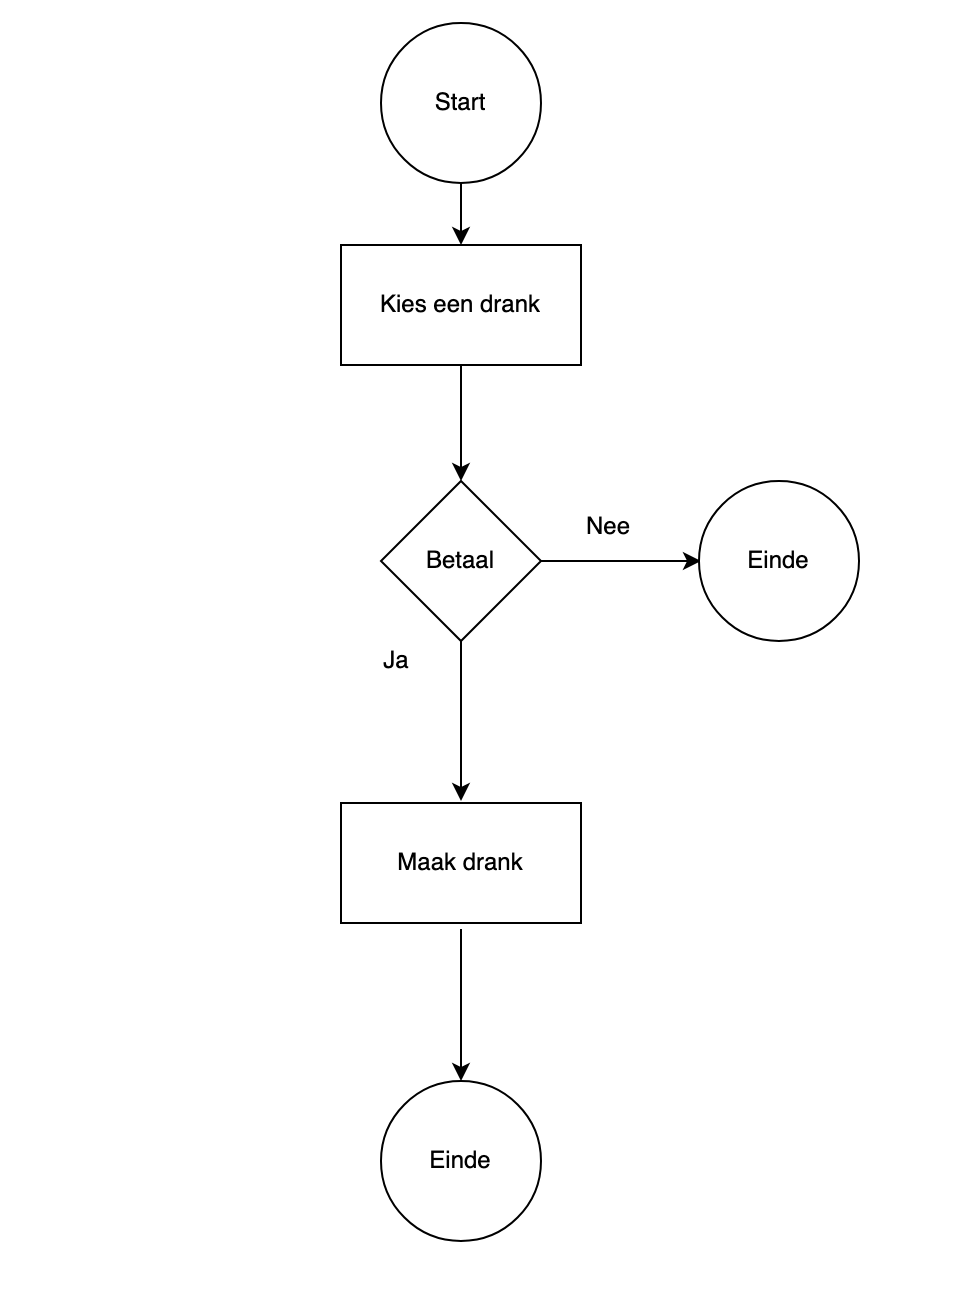 Start
Kies een drank
Nee
Betaal
Einde
Ja
Maak drank
Einde